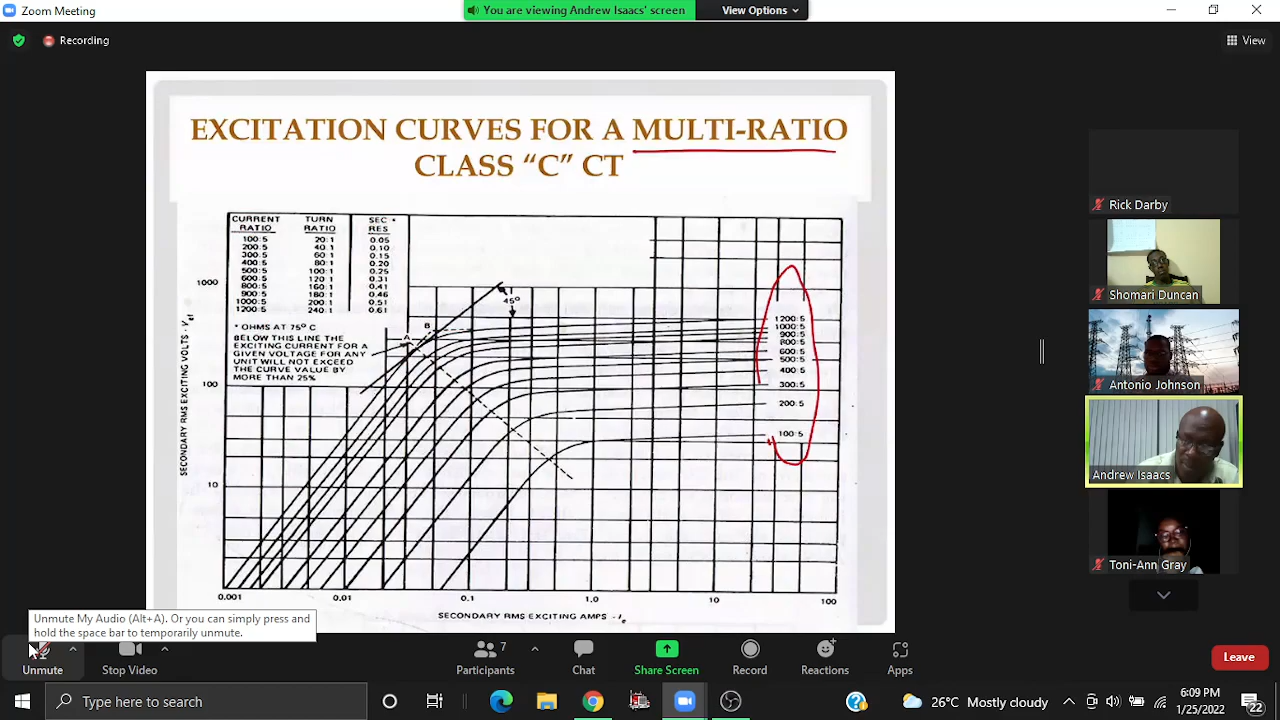 Zoom Meeting
You are viewing Andrew Isaacs' screen
View Options
Recording
View
EXCITATION CURVES FOR A MULTI-RATIO
CLASS “C” CT
CURRENT RATIO TURN RATIO SEC * RES
100:5 20:1 0.05
200:5 40:1 0.10
300:5 60:1 0.15
400:5 80:1 0.20
500:5 100:1 0.25
600:5 120:1 0.31
800:5 160:1 0.41
900:5 180:1 0.46
1000:5 200:1 0.51
1200:5 240:1 0.61
* OHMS AT 75° C
BELOW THIS LINE THE
EXCITING CURRENT FOR A
GIVEN VOLTAGE FOR ANY
UNIT WILL NOT EXCEED
THE CURVE VALUE BY
MORE THAN 25%
45°
B
A
1000
100
10
SECONDARY RMS EXCITING VOLTS - V
1200:5
1000:5
900:5
800:5
600:5
500:5
400:5
300:5
200:5
100:5
0.001
0.01
0.1
1.0
10
100
SECONDARY RMS EXCITING AMPS - Ie
Rick Darby
Shomari Duncan
Antonio Johnson
Andrew Isaacs
Toni-Ann Gray
Unmute My Audio (Alt+A). Or you can simply press and
hold the space bar to temporarily unmute.
Unmute
Stop Video
7
Participants
Chat
Share Screen
Record
Reactions
Apps
Leave
Type here to search
26°C Mostly cloudy
6:09 PM
1/25/2022
22